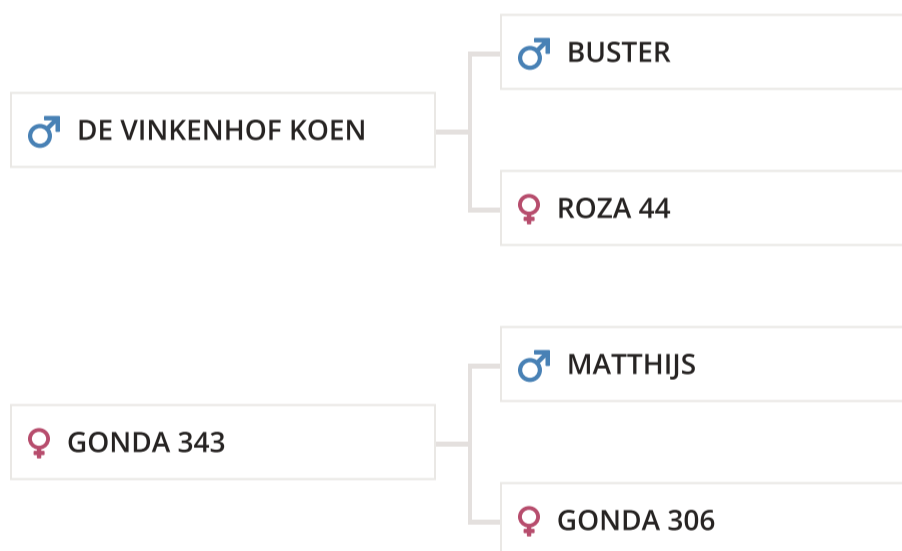 BUSTER
DE VINKENHOF KOEN
ROZA 44
MATTHIJS
GONDA 343
GONDA 306